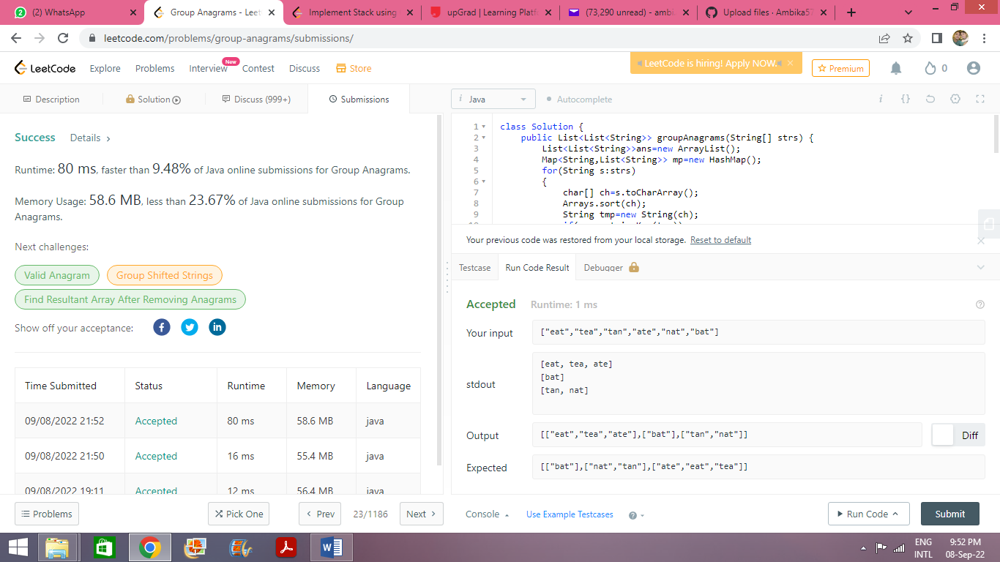 (2) WhatsApp
Group Anagrams - Leet
Implement Stack using
upGrad | Learning Platf
(73,290 unread) - ambi
Upload files · Ambika57
leetcode.com/problems/group-anagrams/submissions/
LeetCode
Explore
Problems
Interview
New
Contest
Discuss
Store
LeetCode is hiring! Apply NOW.
Premium
0
Description
Solution
Discuss (999+)
Submissions
i Java
Autocomplete
Success
Details
Runtime: 80 ms, faster than 9.48% of Java online submissions for Group Anagrams.
Memory Usage: 58.6 MB, less than 23.67% of Java online submissions for Group
Anagrams.
Next challenges:
Valid Anagram
Group Shifted Strings
Find Resultant Array After Removing Anagrams
Show off your acceptance:
Time Submitted Status Runtime Memory Language
09/08/2022 21:52 Accepted 80 ms 58.6 MB java
09/08/2022 21:50 Accepted 16 ms 55.4 MB java
09/08/2022 19:11 Accepted 12 ms 56.4 MB java
1 class Solution {
2 public List<List<String>> groupAnagrams(String[] strs) {
3 List<List<String>>ans=new ArrayList();
4 Map<String,List<String>> mp=new HashMap();
5 for(String s:strs)
6 {
7 char[] ch=s.toCharArray();
8 Arrays.sort(ch);
9 String tmp=new String(ch);
Your previous code was restored from your local storage. Reset to default
Testcase
Run Code Result
Debugger
Accepted
Runtime: 1 ms
Your input
["eat","tea","tan","ate","nat","bat"]
stdout
[eat, tea, ate]
[bat]
[tan, nat]
Output
[["eat","tea","ate"],["bat"],["tan","nat"]]
Diff
Expected
[["bat"],["nat","tan"],["ate","eat","tea"]]
Problems
Pick One
Prev
23/1186
Next
Console
Use Example Testcases
Run Code
Submit
ENG
INTL
9:52 PM
08-Sep-22